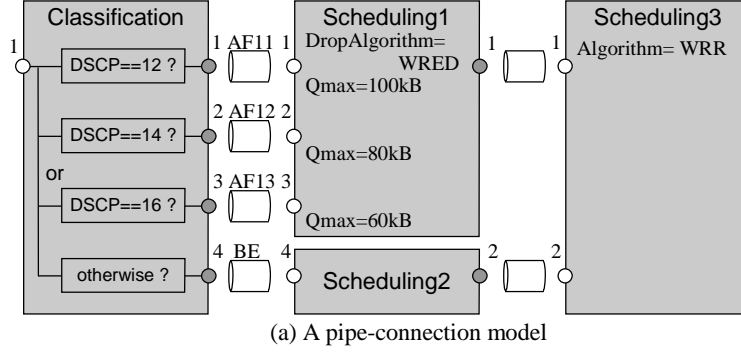 Classification
Scheduling1
Scheduling3
1
DSCP==12 ?
1
AF11
1
DropAlgorithm=
WRED
1
1
Algorithm= WRR
Qmax=100kB
DSCP==14 ?
2
AF12
2
Qmax=80kB
or
DSCP==16 ?
3
AF13
3
Qmax=60kB
otherwise ?
4
BE
4
Scheduling2
2
2
(a) A pipe-connection model